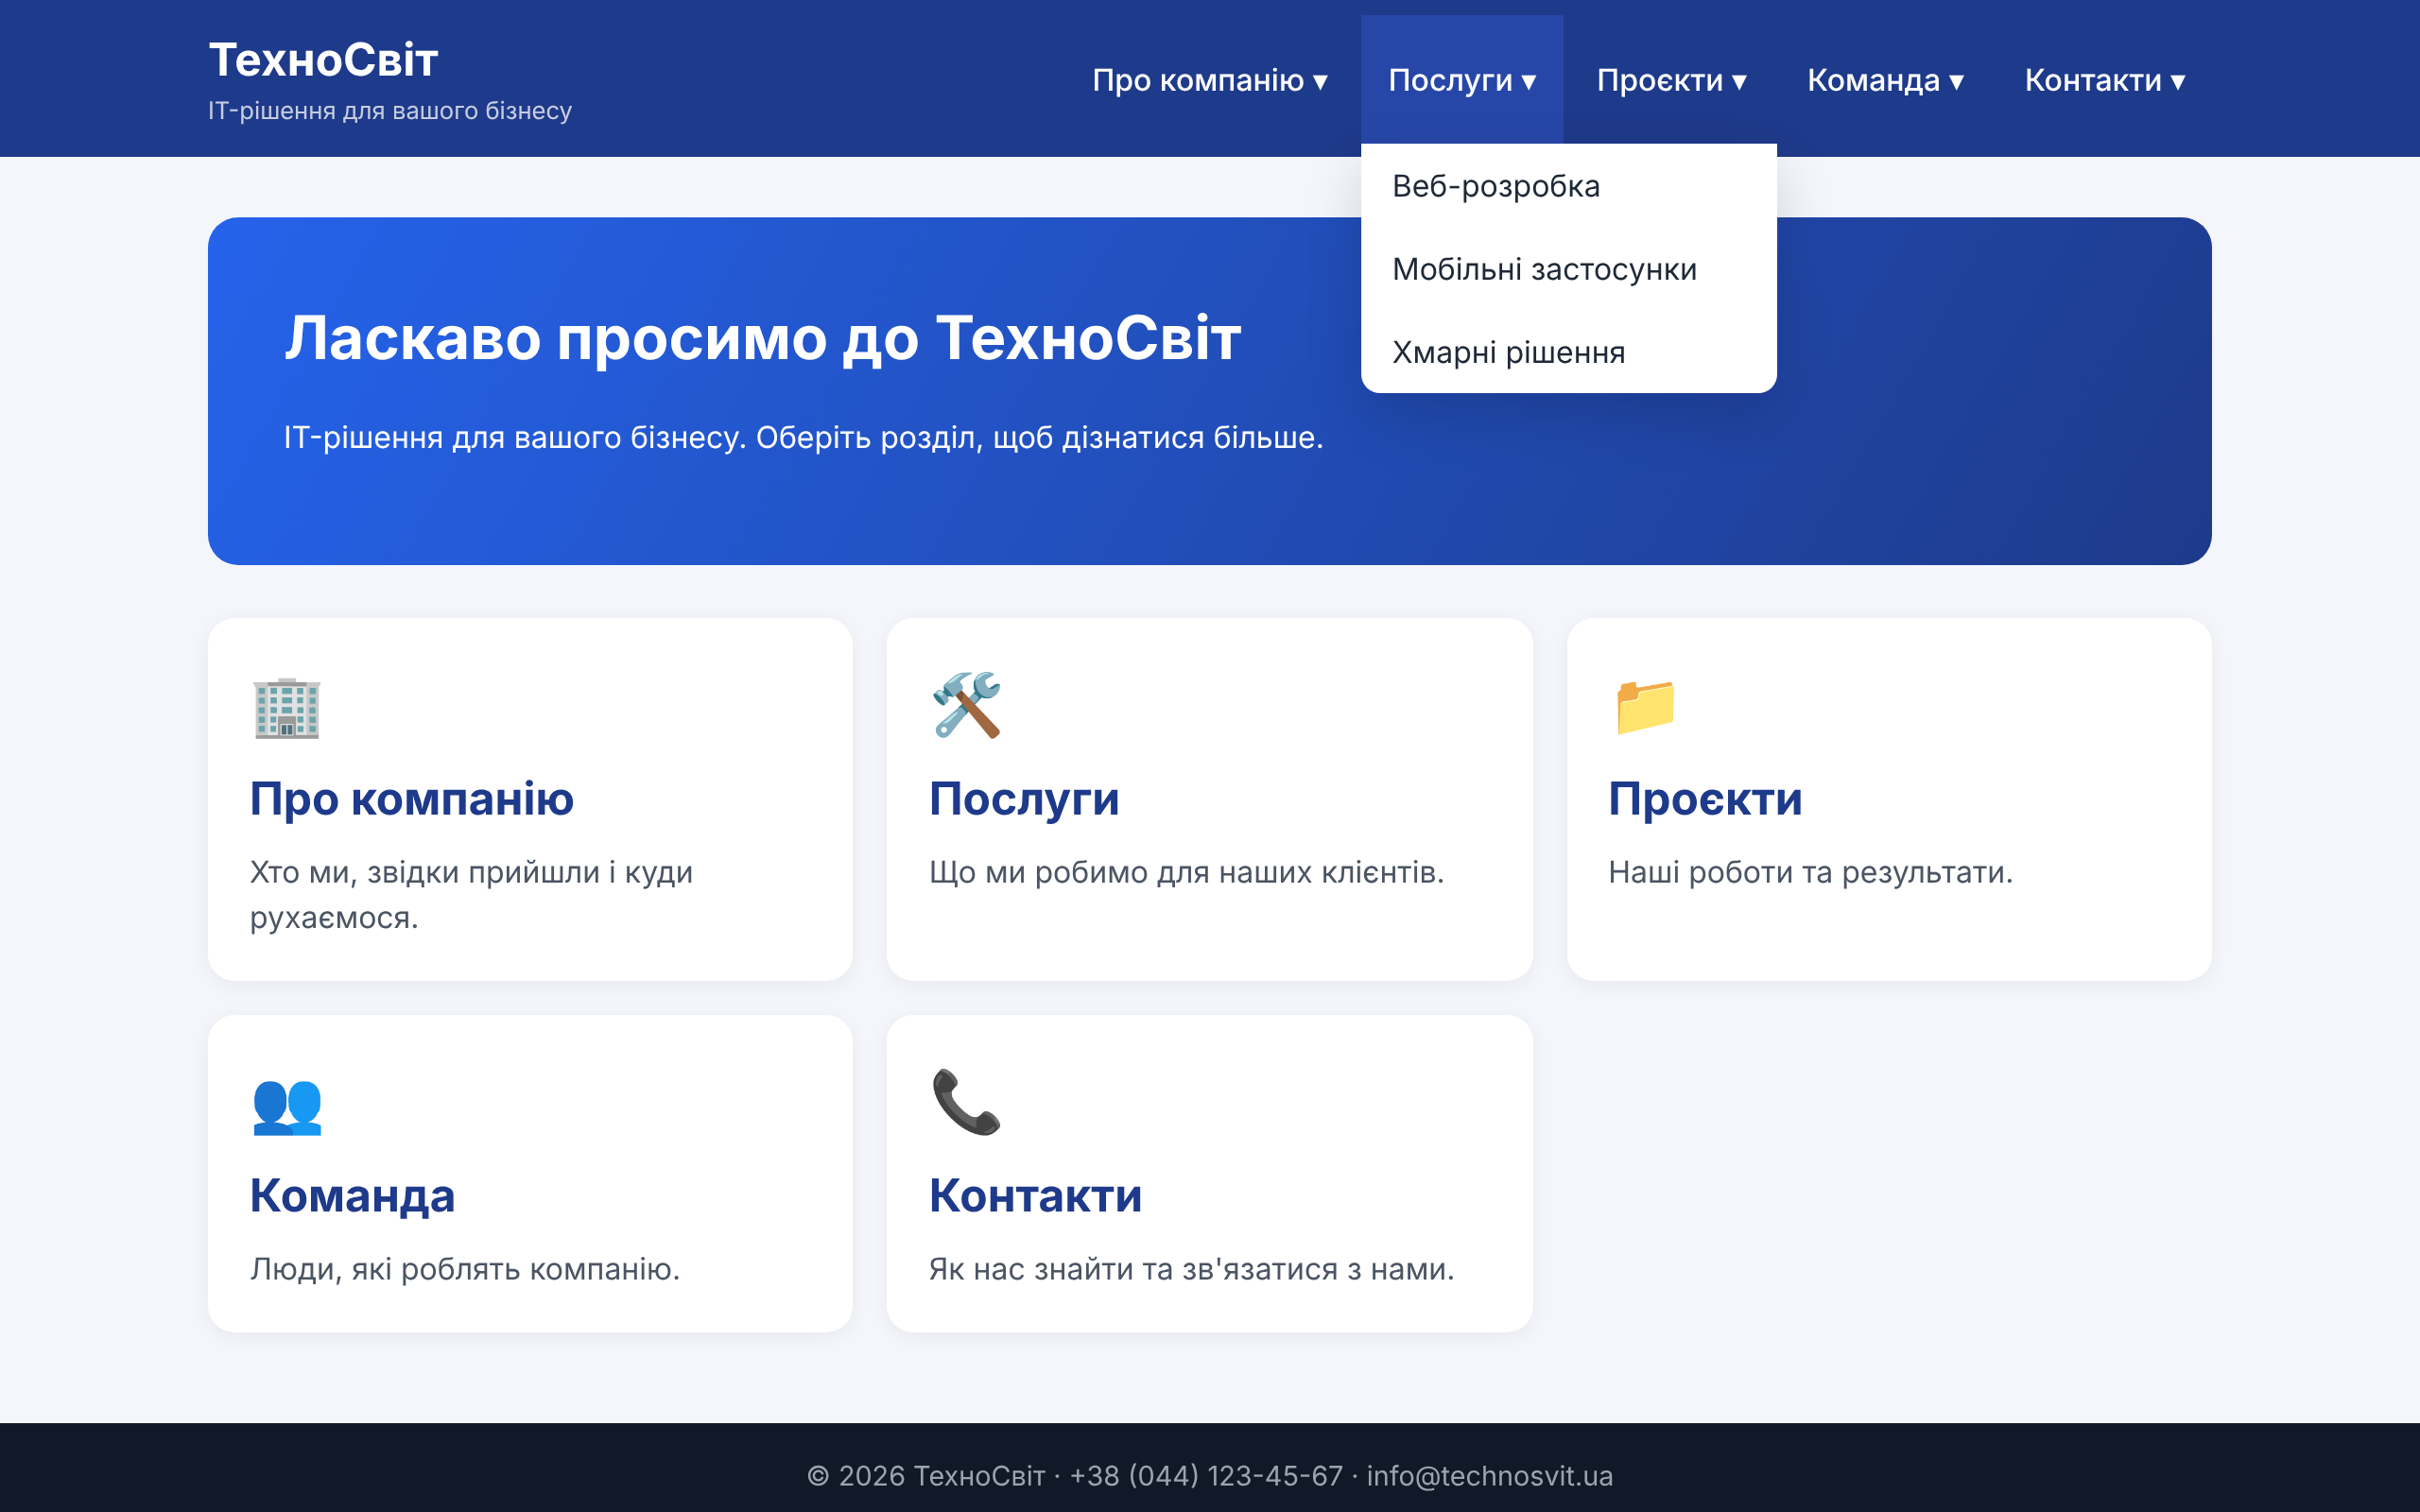 ТехноСвіт
ІТ-рішення для вашого бізнесу
Про компанію ▾
Послуги ▾
Проєкти ▾
Команда ▾
Контакти ▾
Веб-розробка
Мобільні застосунки
Хмарні рішення
Ласкаво просимо до ТехноСвіт
ІТ-рішення для вашого бізнесу. Оберіть розділ, щоб дізнатися більше.
Про компанію
Хто ми, звідки прийшли і куди
рухаємося.
Послуги
Що ми робимо для наших клієнтів.
Проєкти
Наші роботи та результати.
Команда
Люди, які роблять компанію.
Контакти
Як нас знайти та зв'язатися з нами.
© 2026 ТехноСвіт · +38 (044) 123-45-67 · info@technosvit.ua